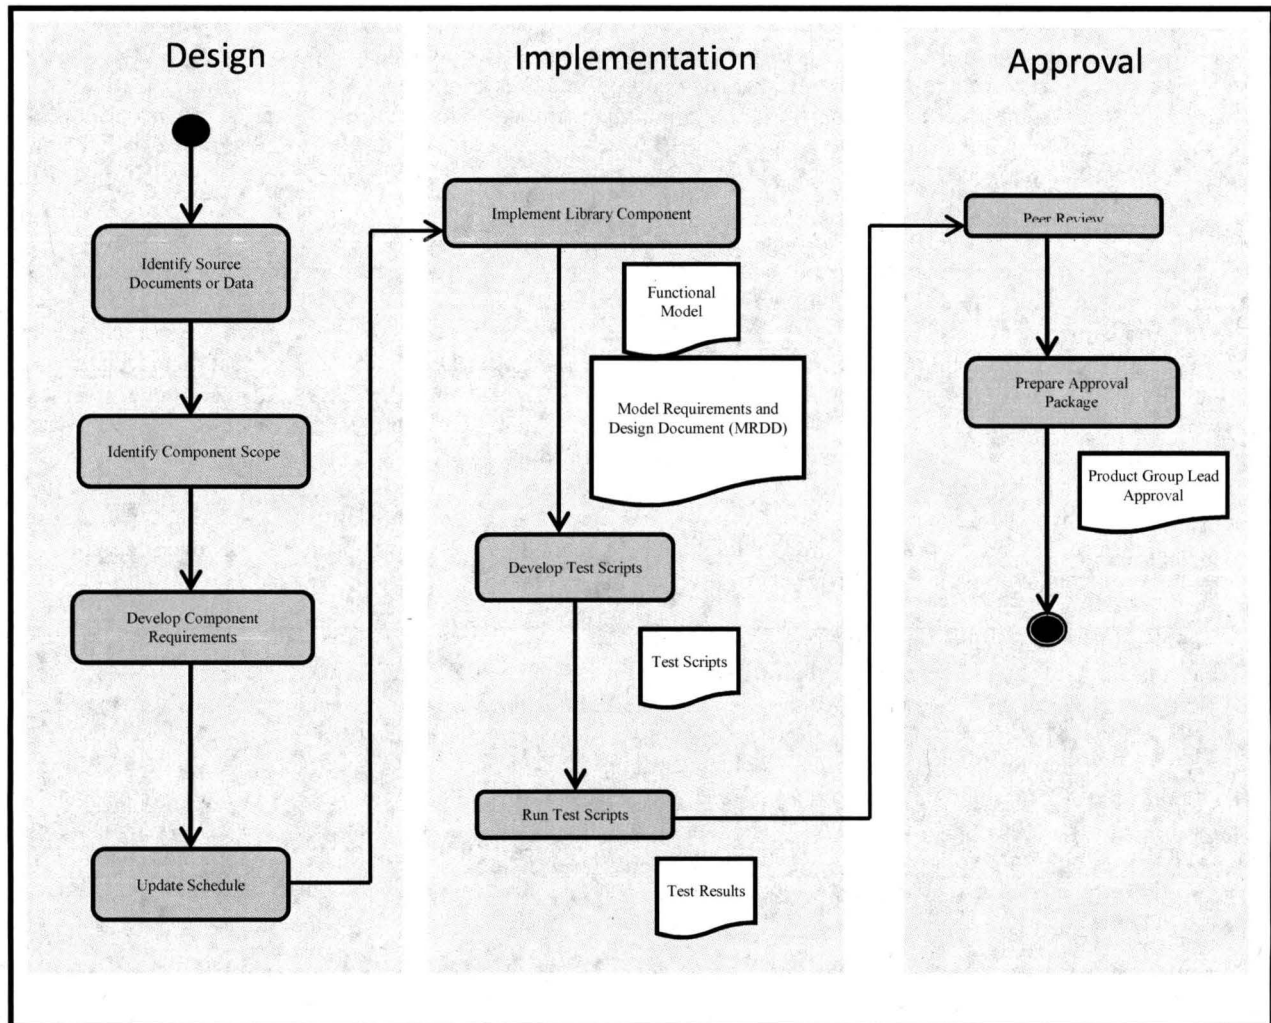 Design
Identify Source
Documents or Data
Identify Component Scope
Develop Component
Requirements
Update Schedule
Implementation
Implement Library Component
Functional
Model
Model Requirements and
Design Document (MRDD)
Develop Test Scripts
Test Scripts
Run Test Scripts
Test Results
Approval
Peer Review
Prepare Approval
Package
Product Group Lead
Approval